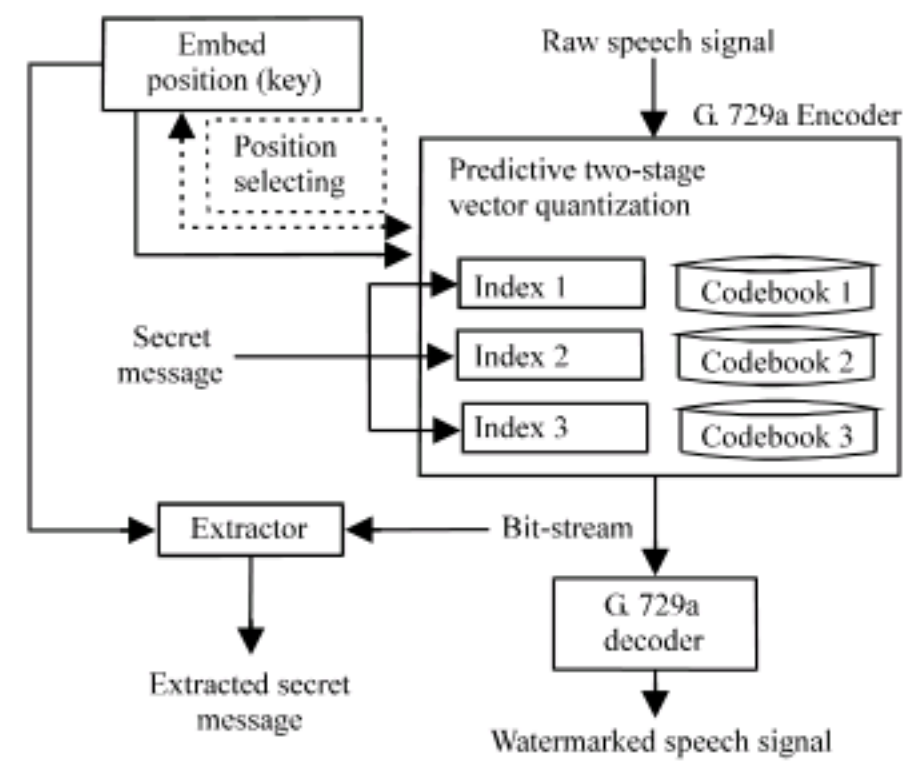 Embed
position (key)
Raw speech signal
G. 729a Encoder
Position
selecting
Predictive two-stage
vector quantization
Index 1
Codebook 1
Secret
message
Index 2
Codebook 2
Index 3
Codebook 3
Extractor
Bit-stream
G. 729a
decoder
Extracted secret
message
Watermarked speech signal